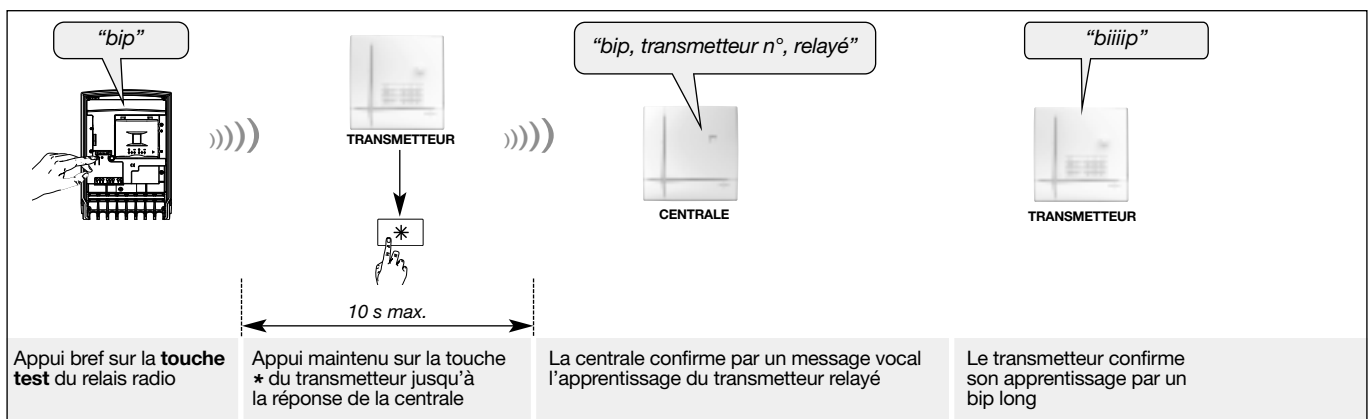 “bip”
“bip, transmetteur n°, relayé”
“biiiip”
TRANSMETTEUR
CENTRALE
TRANSMETTEUR
10 s max.
Appui bref sur la touche
test du relais radio
Appui maintenu sur la touche
* du transmetteur jusqu’à
la réponse de la centrale
La centrale confirme par un message vocal
l’apprentissage du transmetteur relayé
Le transmetteur confirme
son apprentissage par un
bip long